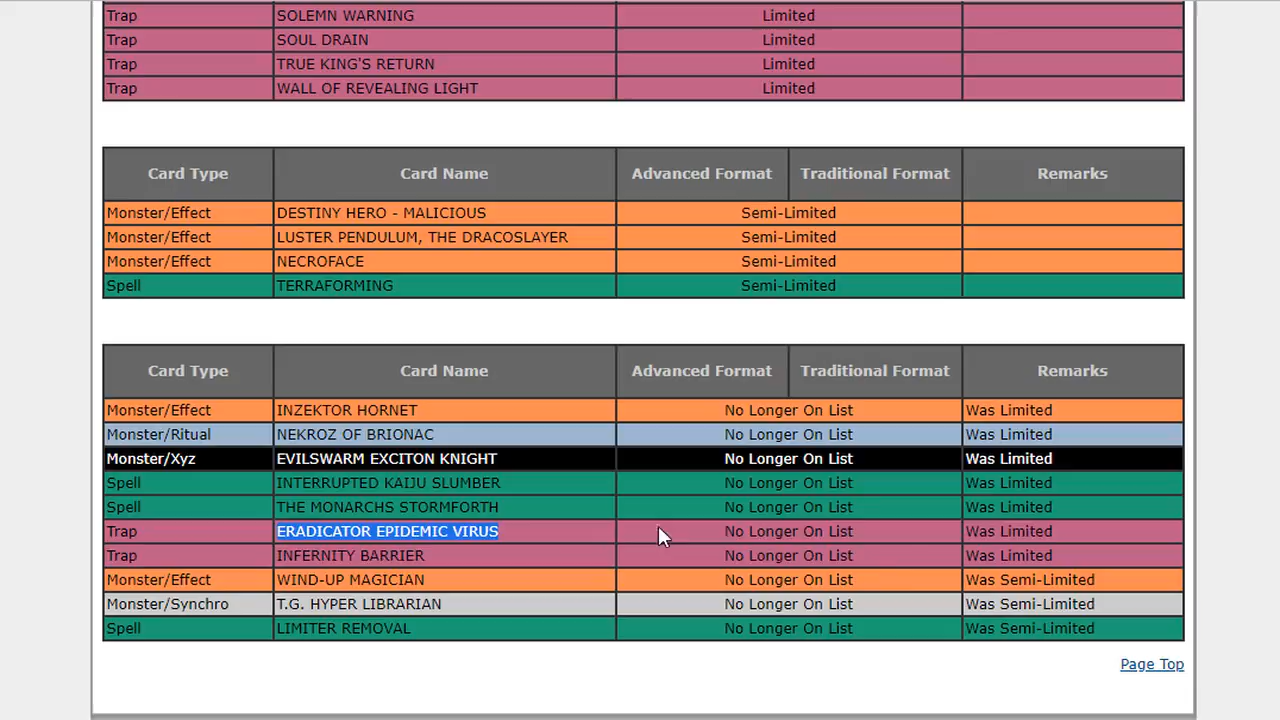 Trap SOLEMN WARNING Limited
Trap SOUL DRAIN Limited
Trap TRUE KING'S RETURN Limited
Trap WALL OF REVEALING LIGHT Limited
Card Type Card Name Advanced Format Traditional Format Remarks
Monster/Effect DESTINY HERO - MALICIOUS Semi-Limited
Monster/Effect LUSTER PENDULUM, THE DRACOSLAYER Semi-Limited
Monster/Effect NECROFACE Semi-Limited
Spell TERRAFORMING Semi-Limited
Card Type Card Name Advanced Format Traditional Format Remarks
Monster/Effect INZEKTOR HORNET No Longer On List Was Limited
Monster/Ritual NEKROZ OF BRIONAC No Longer On List Was Limited
Monster/Xyz EVILSWARM EXCITON KNIGHT No Longer On List Was Limited
Spell INTERRUPTED KAIJU SLUMBER No Longer On List Was Limited
Spell THE MONARCHS STORMFORTH No Longer On List Was Limited
Trap ERADICATOR EPIDEMIC VIRUS No Longer On List Was Limited
Trap INFERNITY BARRIER No Longer On List Was Limited
Monster/Effect WIND-UP MAGICIAN No Longer On List Was Semi-Limited
Monster/Synchro T.G. HYPER LIBRARIAN No Longer On List Was Semi-Limited
Spell LIMITER REMOVAL No Longer On List Was Semi-Limited
Page Top